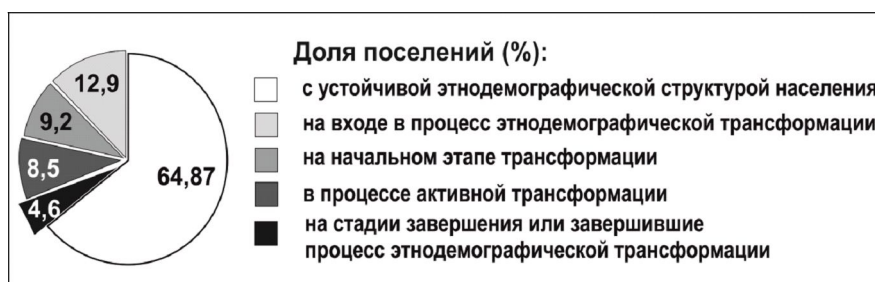 Доля поселений (%):
с устойчивой этнодемографической структурой населения
на входе в процесс этнодемографической трансформации
на начальном этапе трансформации
в процессе активной трансформации
на стадии завершения или завершившие
процесс этнодемографической трансформации
12,9
9,2
8,5
4,6
64,87